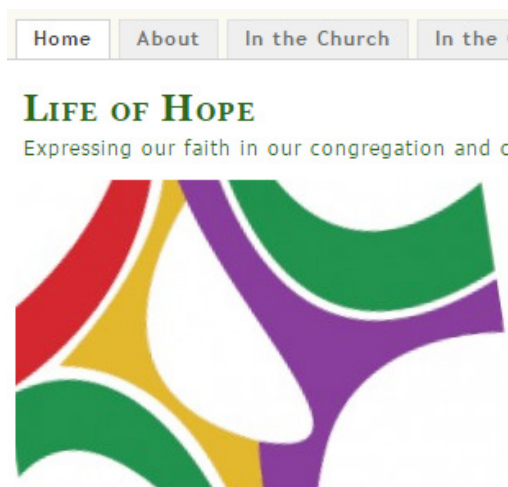 Home About In the Church In the
LIFE OF HOPE
Expressing our faith in our congregation and